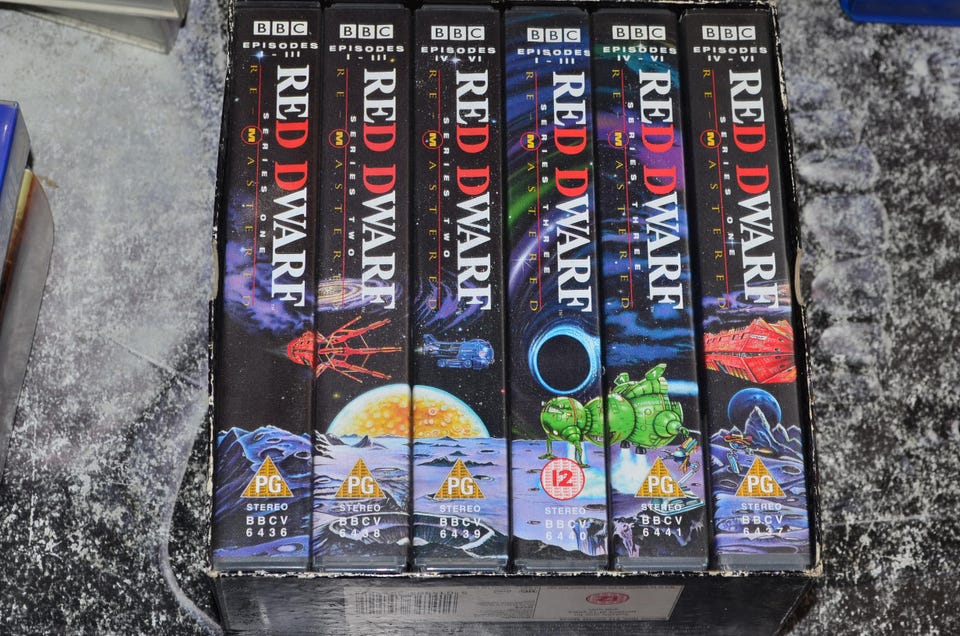 BBC
EPISODES
I - III
RED DWARF
SERIES ONE
RE-MASTERED
PG
STEREO
BBCV
6436
BBC
EPISODES
I - III
RED DWARF
SERIES TWO
RE-MASTERED
PG
STEREO
BBCV
6438
BBC
EPISODES
IV - VI
RED DWARF
SERIES TWO
RE-MASTERED
PG
STEREO
BBCV
6439
BBC
EPISODES
I - III
RED DWARF
SERIES THREE
RE-MASTERED
12
STEREO
BBCV
6440
BBC
EPISODES
IV - VI
RED DWARF
SERIES THREE
RE-MASTERED
PG
STEREO
BBCV
6441
BBC
EPISODES
IV - VI
RED DWARF
SERIES ONE
RE-MASTERED
PG
STEREO
BBCV
6437